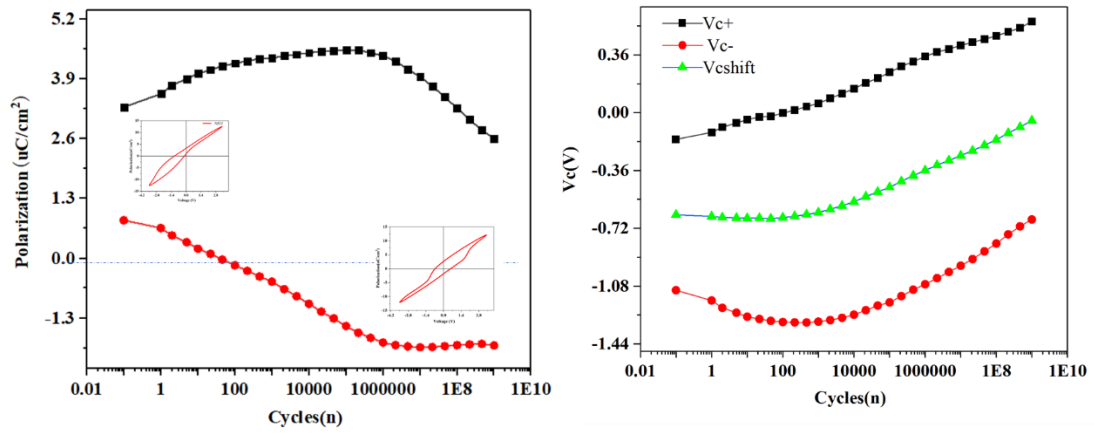 5.2
3.9
2.6
1.3
0.0
-1.3
Polarization (uC/cm²)
0.01
1
100
10000
1000000
1E8
1E10
Cycles(n)
Voltage (V)
Voltage (V)
Vc+
Vc-
Vcshift
0.36
0.00
-0.36
-0.72
-1.08
-1.44
Vc(V)
0.01
1
100
10000
1000000
1E8
1E10
Cycles(n)